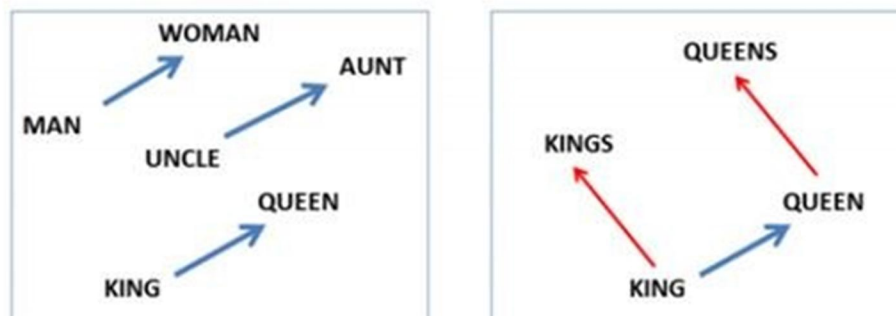 WOMAN
AUNT
MAN
UNCLE
QUEEN
KING
QUEENS
KINGS
QUEEN
KING